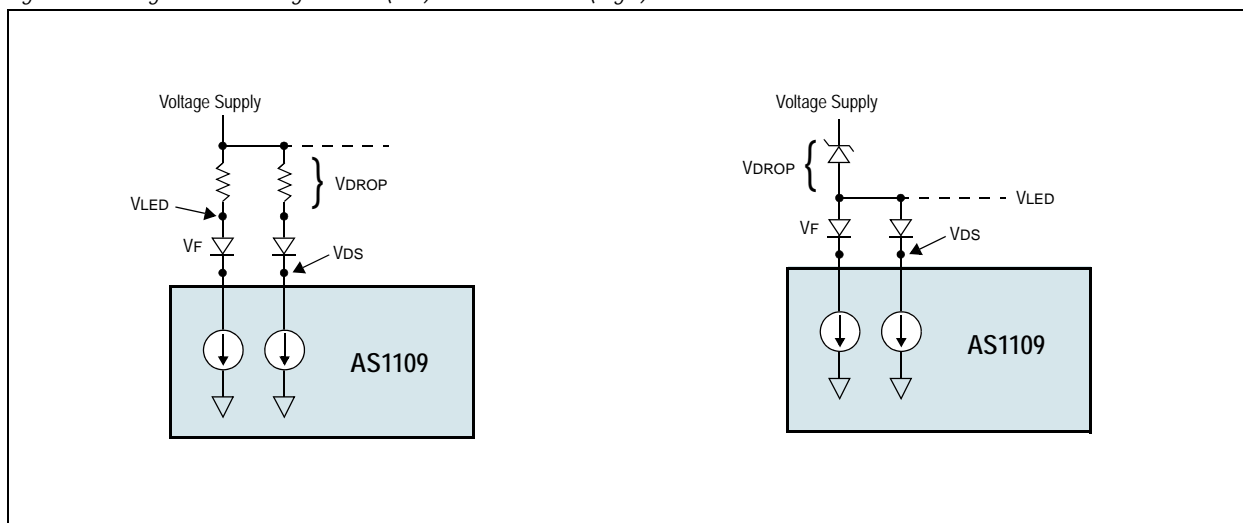 Voltage Supply
VDROP
VLED
VF
VDS
AS1109
Voltage Supply
VDROP
VLED
VF
VDS
AS1109